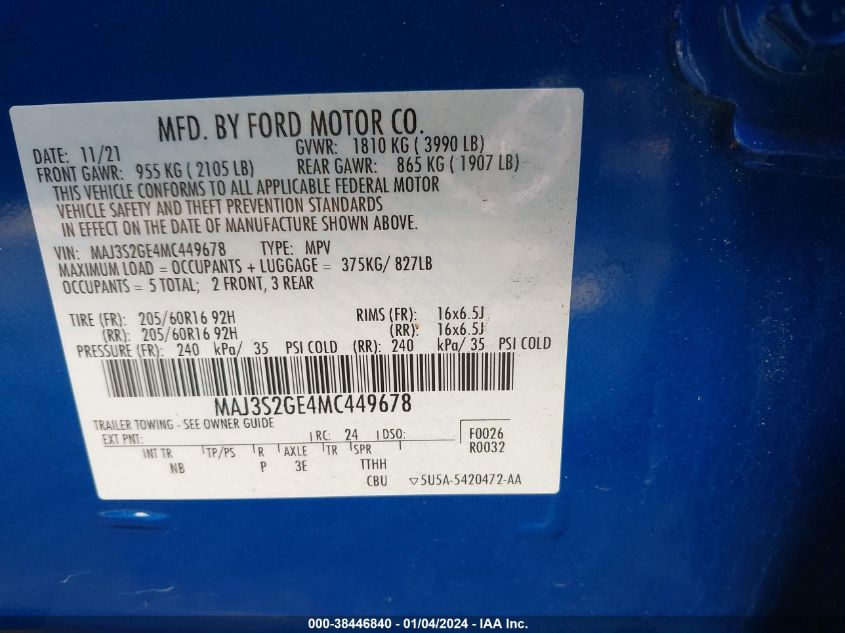 MFD. BY FORD MOTOR CO.
DATE: 11/21 GVWR: 1810 KG ( 3990 LB)
FRONT GAWR: 955 KG ( 2105 LB) REAR GAWR: 865 KG ( 1907 LB)
THIS VEHICLE CONFORMS TO ALL APPLICABLE FEDERAL MOTOR
VEHICLE SAFETY AND THEFT PREVENTION STANDARDS
IN EFFECT ON THE DATE OF MANUFACTURE SHOWN ABOVE.
VIN: MAJ3S2GE4MC449678 TYPE: MPV
MAXIMUM LOAD = OCCUPANTS + LUGGAGE = 375KG/ 827LB
OCCUPANTS = 5 TOTAL; 2 FRONT, 3 REAR
TIRE (FR): 205/60R16 92H RIMS (FR): 16x6.5J
(RR): 205/60R16 92H (RR): 16x6.5J
PRESSURE (FR): 240 kPa/ 35 PSI COLD (RR): 240 kPa/ 35 PSI COLD
MAJ3S2GE4MC449678
TRAILER TOWING - SEE OWNER GUIDE
EXT PNT: RC: 24 DSO: F0026
R0032
INT TR TP/PS R AXLE TR SPR
NB P 3E TTHH
CBU ▽5U5A-5420472-AA
000-38446840 - 01/04/2024 - IAA Inc.